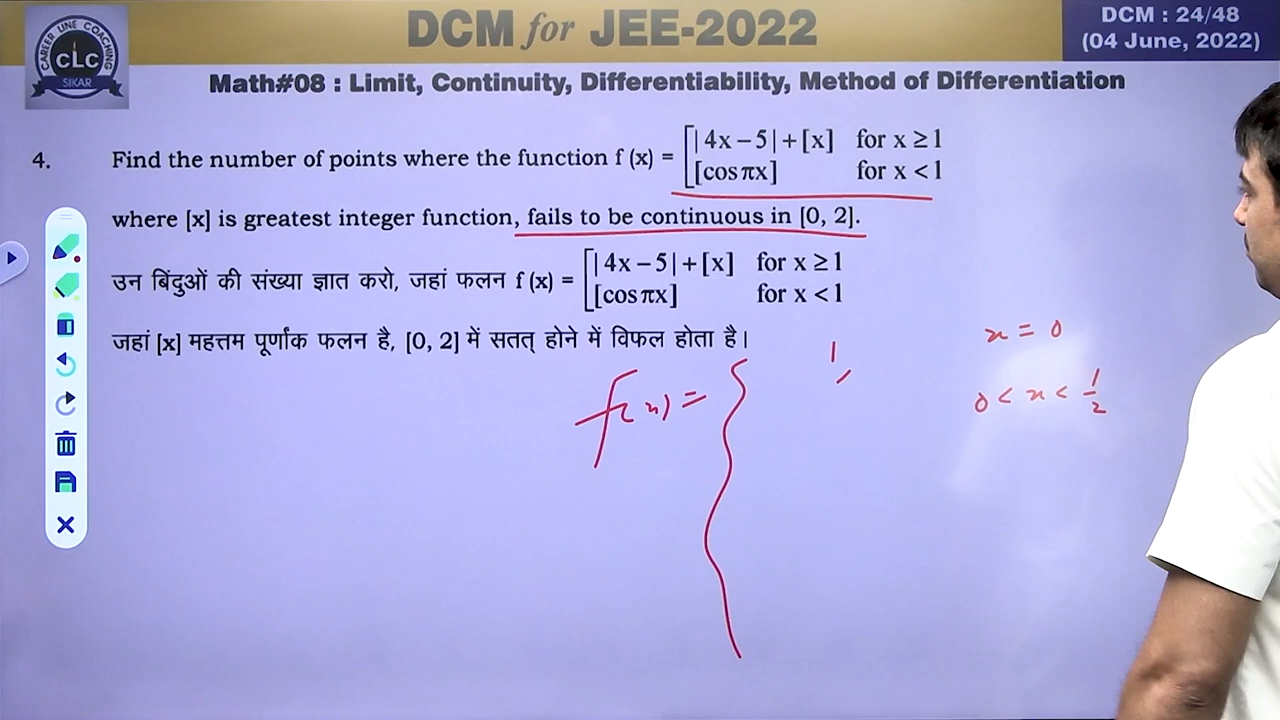 CAREER LINE COACHING
CLC
SIKAR
DCM for JEE-2022
DCM : 24/48
(04 June, 2022)
Math#08 : Limit, Continuity, Differentiability, Method of Differentiation
4. Find the number of points where the function f (x) = [ |4x – 5| + [x] for x ≥ 1
[cos πx] for x < 1
where [x] is greatest integer function, fails to be continuous in [0, 2].
उन बिंदुओं की संख्या ज्ञात करो, जहां फलन f (x) = [ |4x – 5| + [x] for x ≥ 1
[cos πx] for x < 1
जहां [x] महत्तम पूर्णांक फलन है, [0, 2] में सतत् होने में विफल होता है।
f(x) = { 1, x = 0
0 < x < 1/2